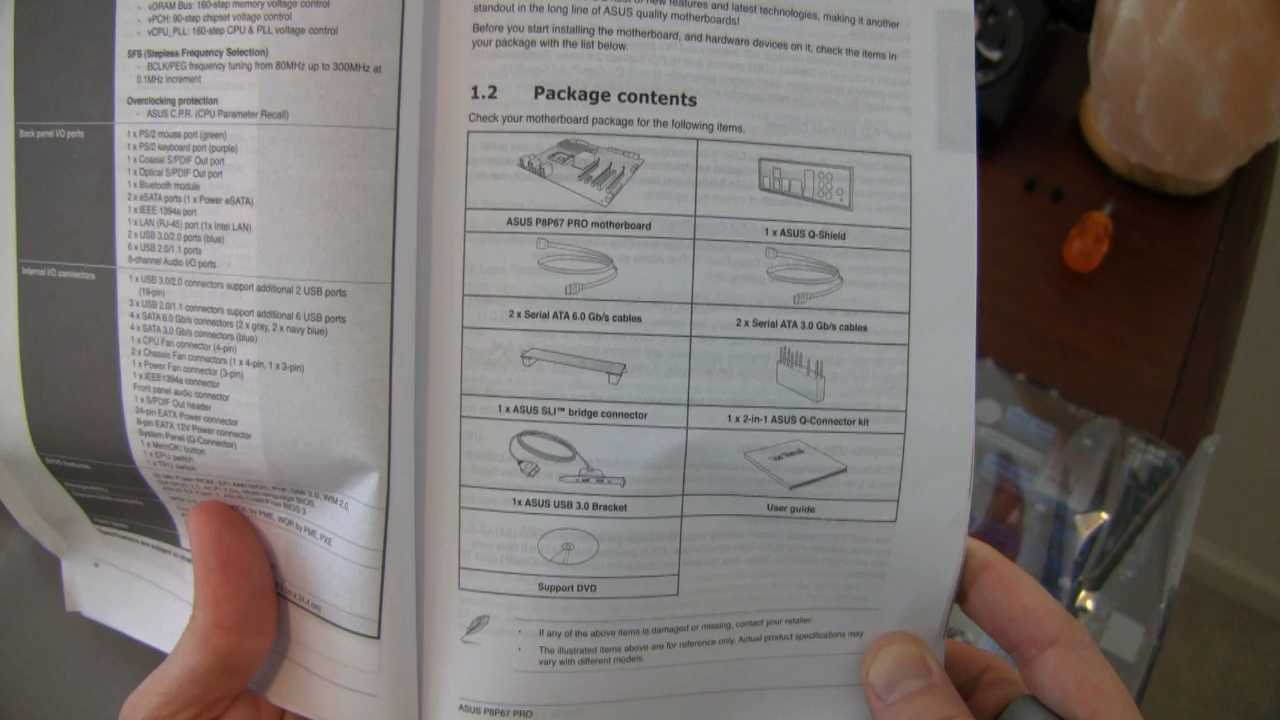 vDRAM Bus: 160-step memory voltage control
- vPCH: 90-step chipset voltage control
- vCPU_PLL: 160-step CPU & PLL voltage control
SFS (Stepless Frequency Selection)
- BCLK/PEG frequency tuning from 80MHz up to 300MHz at
0.1MHz increment
Overclocking protection
- ASUS C.P.R. (CPU Parameter Recall)
Back panel I/O ports
1 x PS/2 mouse port (green)
1 x PS/2 keyboard port (purple)
1 x Coaxial S/PDIF Out port
1 x Optical S/PDIF Out port
1 x Bluetooth module
2 x eSATA ports (1 x Power eSATA)
1 x IEEE 1394a port
1 x LAN (RJ-45) port (1x Intel LAN)
2 x USB 3.0/2.0 ports (blue)
6 x USB 2.0/1.1 ports
8-channel Audio I/O ports
Internal I/O connectors
1 x USB 3.0/2.0 connectors support additional 2 USB ports
(19-pin)
3 x USB 2.0/1.1 connectors support additional 6 USB ports
4 x SATA 6.0 Gb/s connectors (2 x gray, 2 x navy blue)
4 x SATA 3.0 Gb/s connectors (blue)
1 x CPU Fan connector (4-pin)
2 x Chassis Fan connectors (1 x 4-pin, 1 x 3-pin)
1 x Power Fan connector (3-pin)
1 x IEEE1394a connector
Front panel audio connector
1 x S/PDIF Out header
24-pin EATX Power connector
8-pin EATX 12V Power connector
System Panel (Q-Connector)
1 x MemOK! button
1 x EPU switch
1 x TPU switch
BIOS features
by PME, WOR by PME, PXE
new features and latest technologies, making it another
standout in the long line of ASUS quality motherboards!
Before you start installing the motherboard, and hardware devices on it, check the items in
your package with the list below.
1.2 Package contents
Check your motherboard package for the following items.
ASUS P8P67 PRO motherboard
1 x ASUS Q-Shield
2 x Serial ATA 6.0 Gb/s cables
2 x Serial ATA 3.0 Gb/s cables
1 x ASUS SLI™ bridge connector
1 x 2-in-1 ASUS Q-Connector kit
1x ASUS USB 3.0 Bracket
User guide
Support DVD
• If any of the above items is damaged or missing, contact your retailer.
• The illustrated items above are for reference only. Actual product specifications may
vary with different models.
ASUS P8P67 PRO